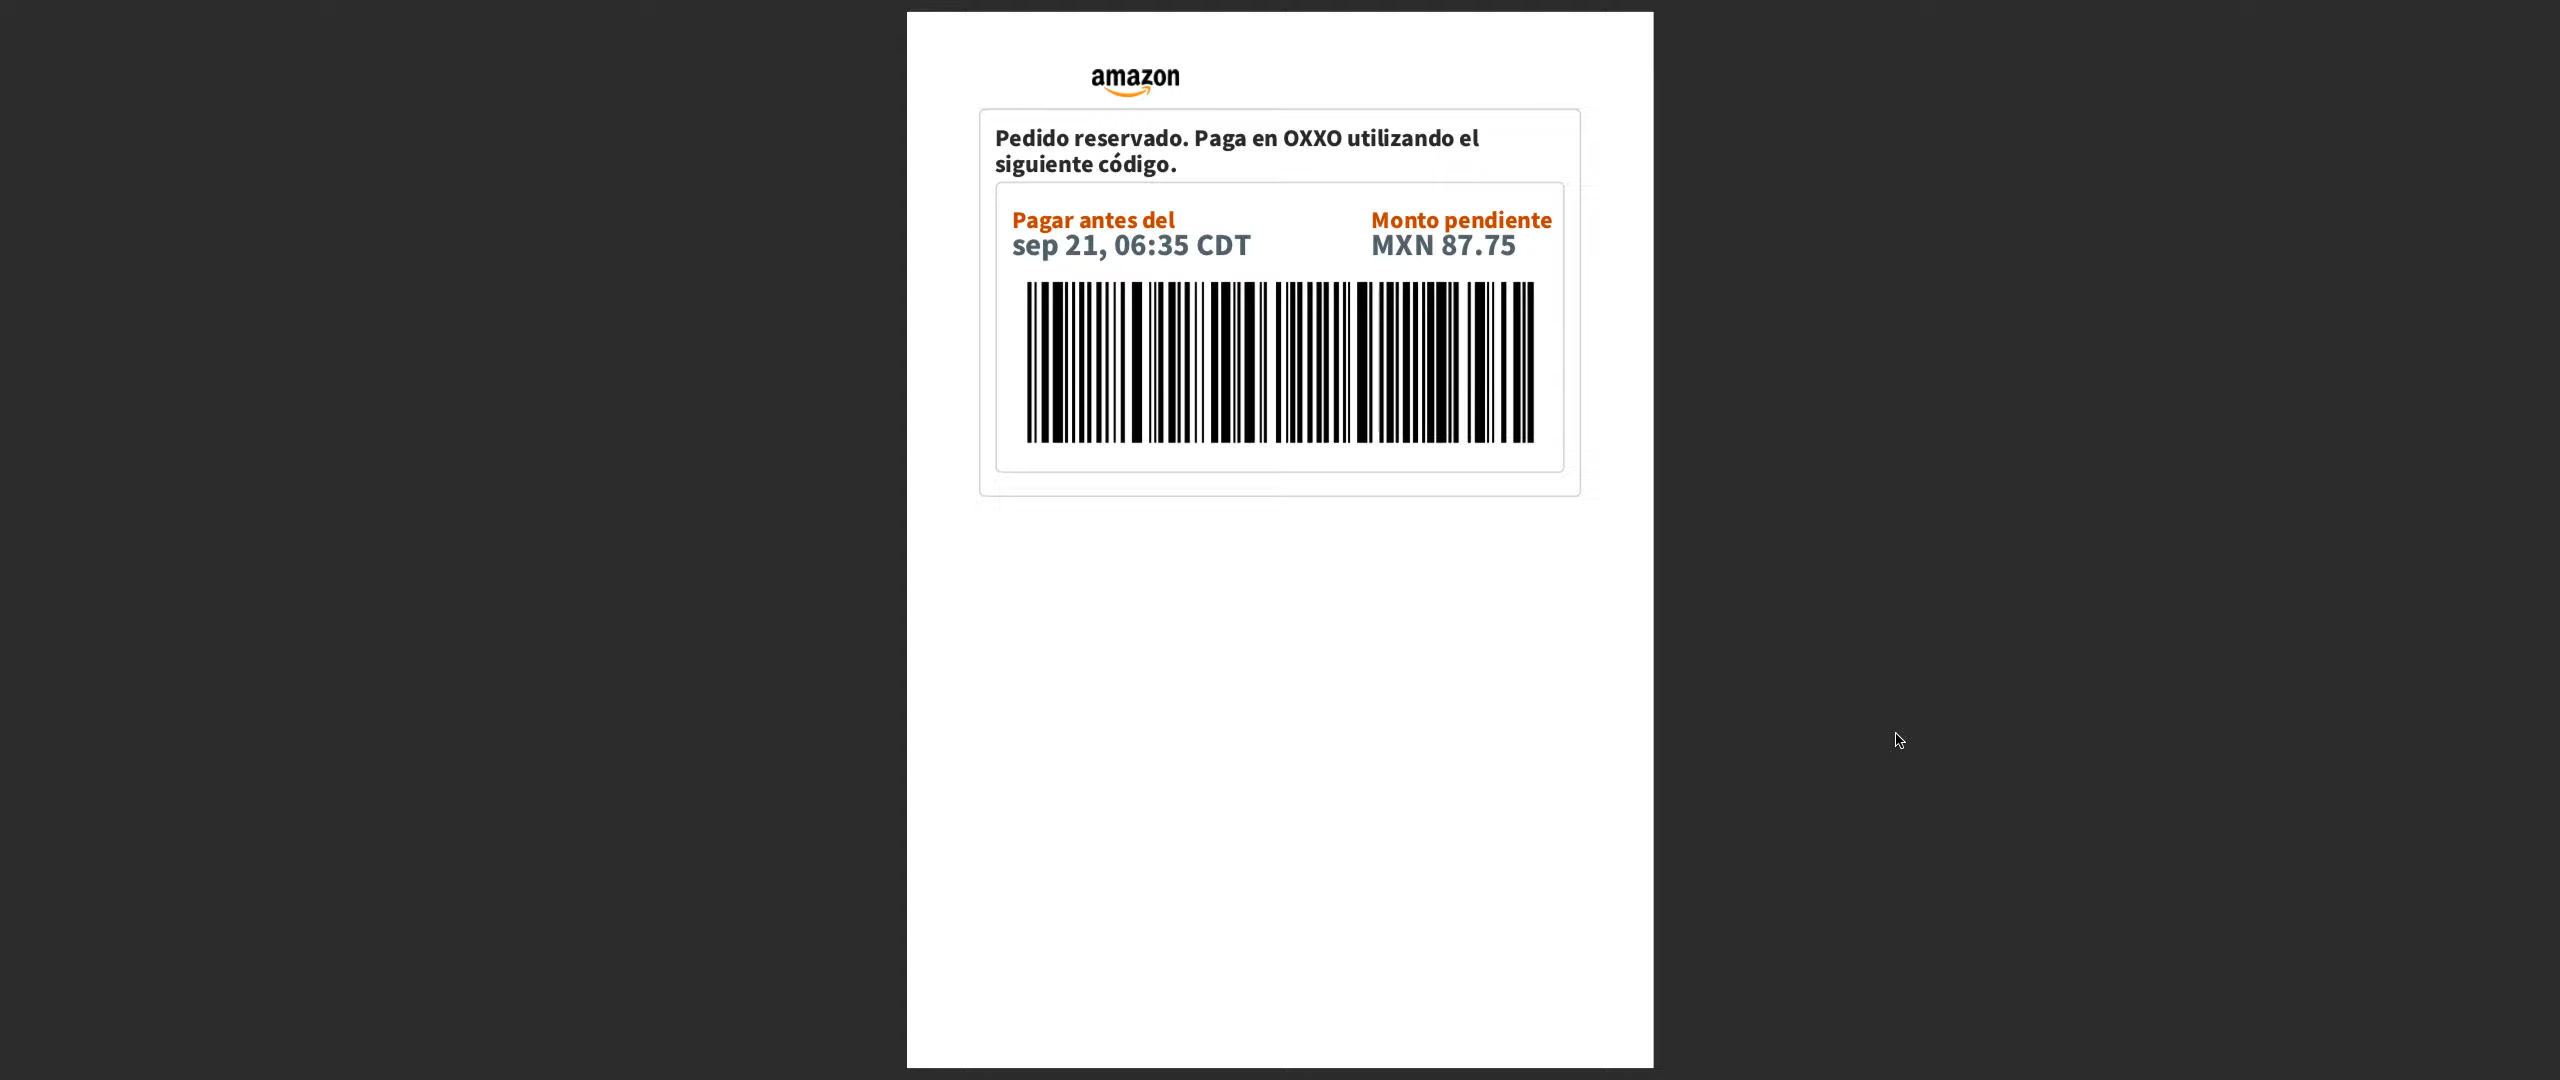 amazon
Pedido reservado. Paga en OXXO utilizando el
siguiente código.
Pagar antes del
Monto pendiente
sep 21, 06:35 CDT
MXN 87.75